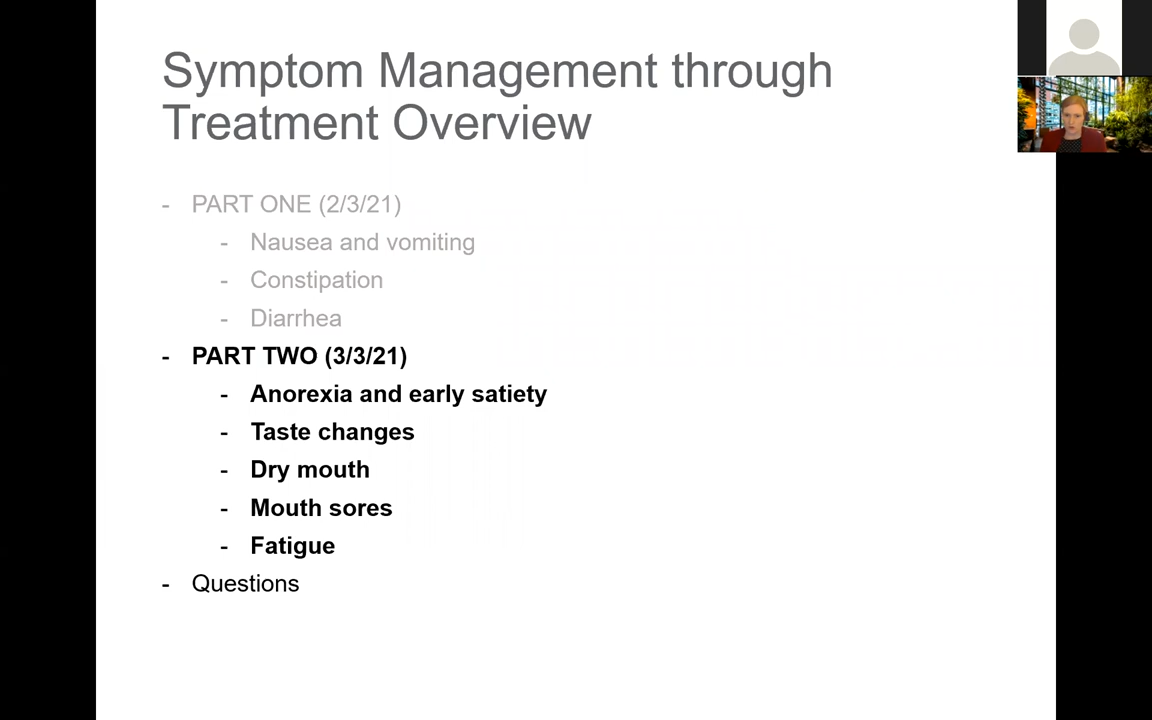 Symptom Management through
Treatment Overview
- PART ONE (2/3/21)
- Nausea and vomiting
- Constipation
- Diarrhea
- PART TWO (3/3/21)
- Anorexia and early satiety
- Taste changes
- Dry mouth
- Mouth sores
- Fatigue
- Questions